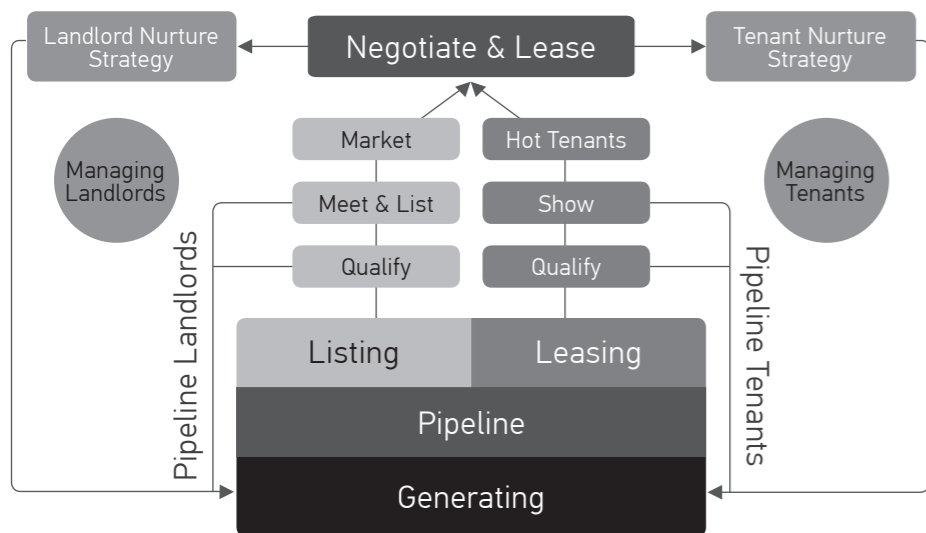 Landlord Nurture
Strategy
Negotiate & Lease
Tenant Nurture
Strategy
Market
Hot Tenants
Managing
Landlords
Managing
Tenants
Meet & List
Show
Qualify
Qualify
Pipeline Landlords
Pipeline Tenants
Listing
Leasing
Pipeline
Generating